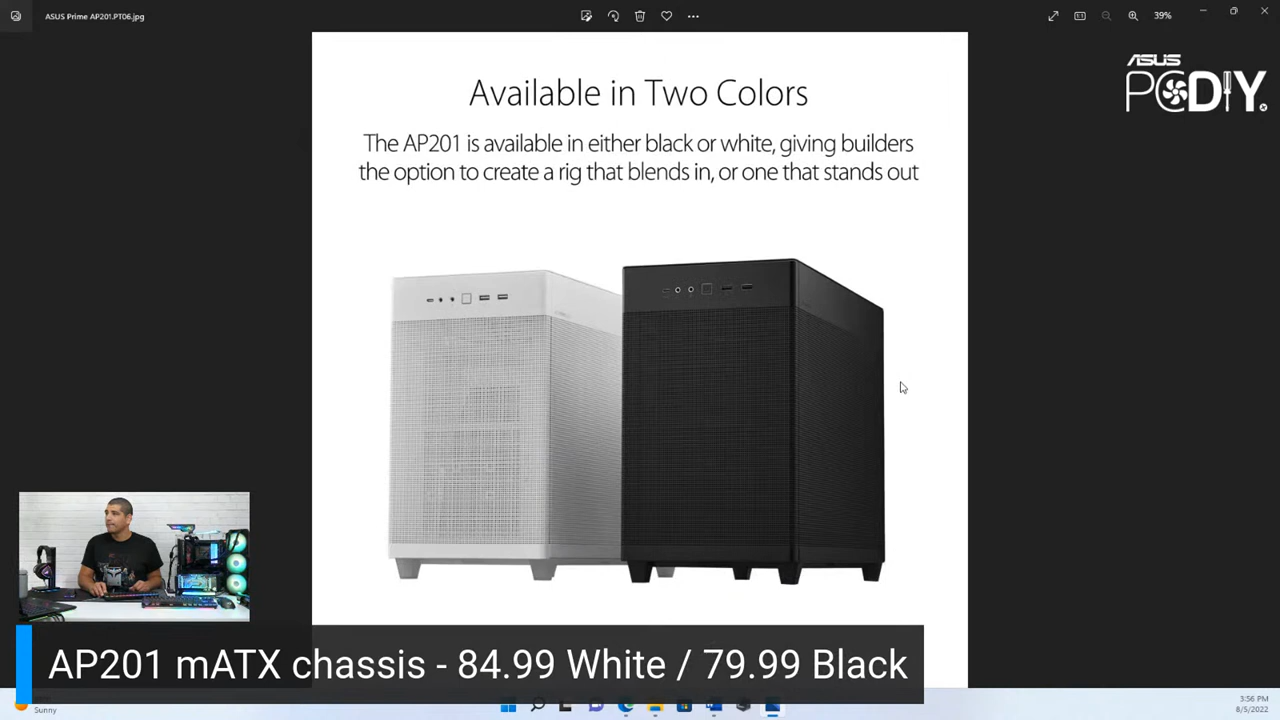 ASUS Prime AP201.PT06.jpg
39%
ASUS
PCDIY.
Available in Two Colors
The AP201 is available in either black or white, giving builders
the option to create a rig that blends in, or one that stands out
AP201 mATX chassis - 84.99 White / 79.99 Black
Sunny
3:56 PM
8/5/2022